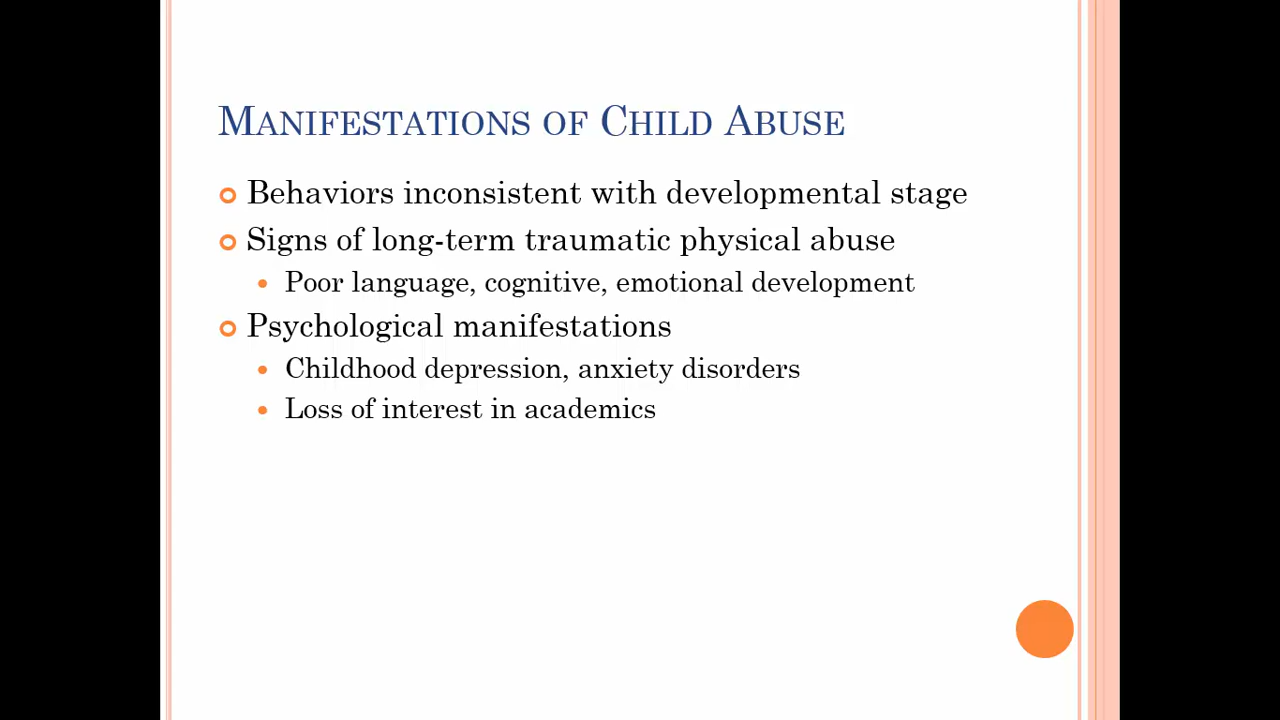 Manifestations of Child Abuse
Behaviors inconsistent with developmental stage
Signs of long-term traumatic physical abuse
Poor language, cognitive, emotional development
Psychological manifestations
Childhood depression, anxiety disorders
Loss of interest in academics